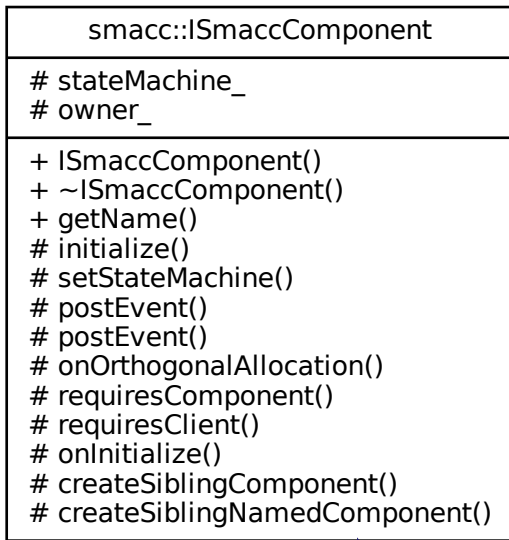 smacc::ISmaccComponent
# stateMachine_
# owner_
+ ISmaccComponent()
+ ~ISmaccComponent()
+ getName()
# initialize()
# setStateMachine()
# postEvent()
# postEvent()
# onOrthogonalAllocation()
# requiresComponent()
# requiresClient()
# onInitialize()
# createSiblingComponent()
# createSiblingNamedComponent()